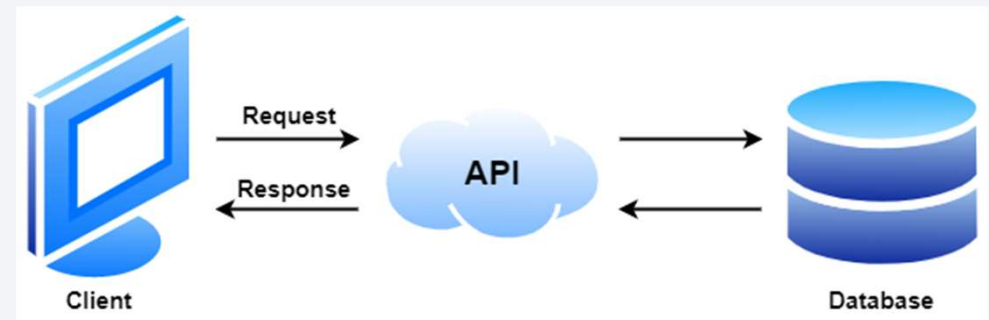 Request
API
Response
Client
Database